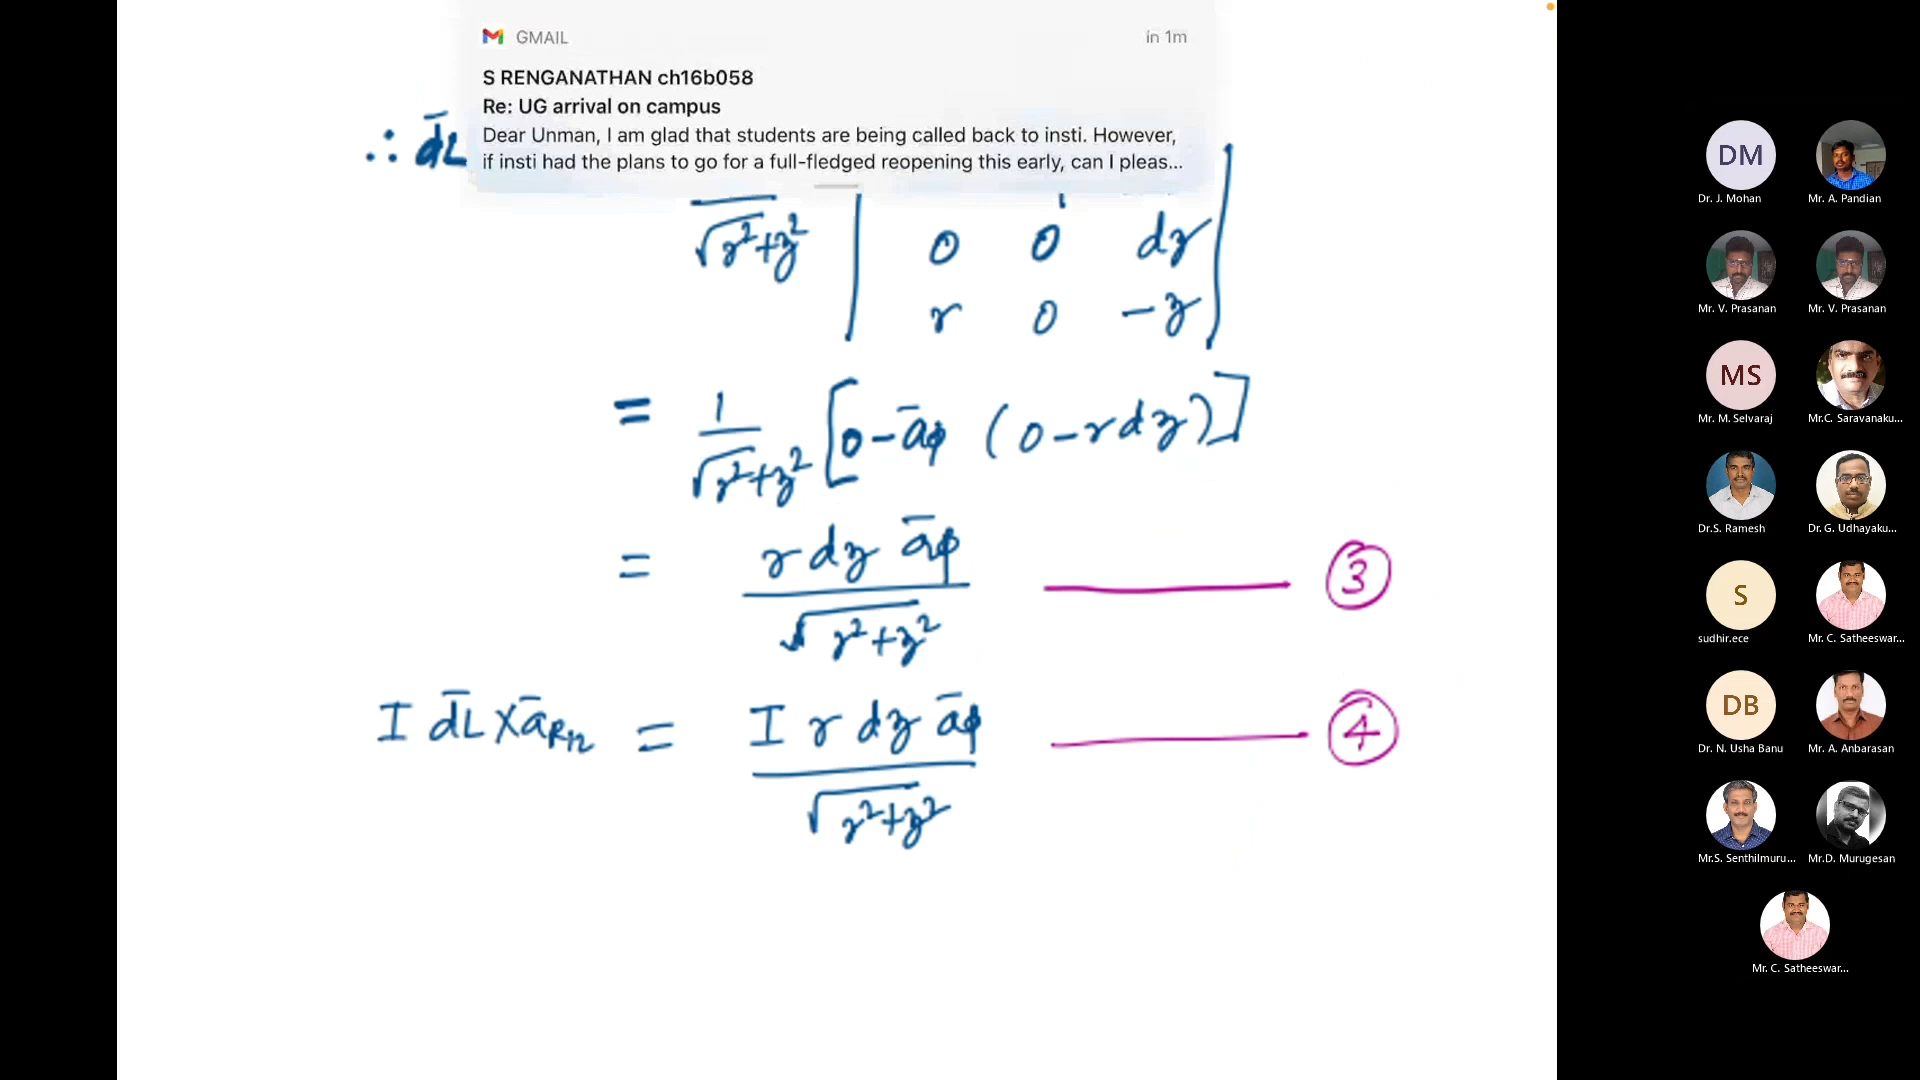 GMAIL
in 1m
S RENGANATHAN ch16b058
Re: UG arrival on campus
Dear Unman, I am glad that students are being called back to insti. However,
if insti had the plans to go for a full-fledged reopening this early, can I pleas...
∴ d̄L
√r²+z² | 0 0 dz |
r 0 -z
= 1/√r²+z² [0 - āφ (0 - r dz)]
= r dz āφ / √r²+z² ③
I d̄L × āR12 = I r dz āφ / √r²+z² ④
DM
Dr. J. Mohan
Mr. A. Pandian
Mr. V. Prasanan
Mr. V. Prasanan
MS
Mr. M. Selvaraj
Mr.C. Saravanaku...
Dr.S. Ramesh
Dr. G. Udhayaku...
S
sudhir.ece
Mr. C. Satheeswar...
DB
Dr. N. Usha Banu
Mr. A. Anbarasan
Mr.S. Senthilmuru...
Mr.D. Murugesan
Mr. C. Satheeswar...